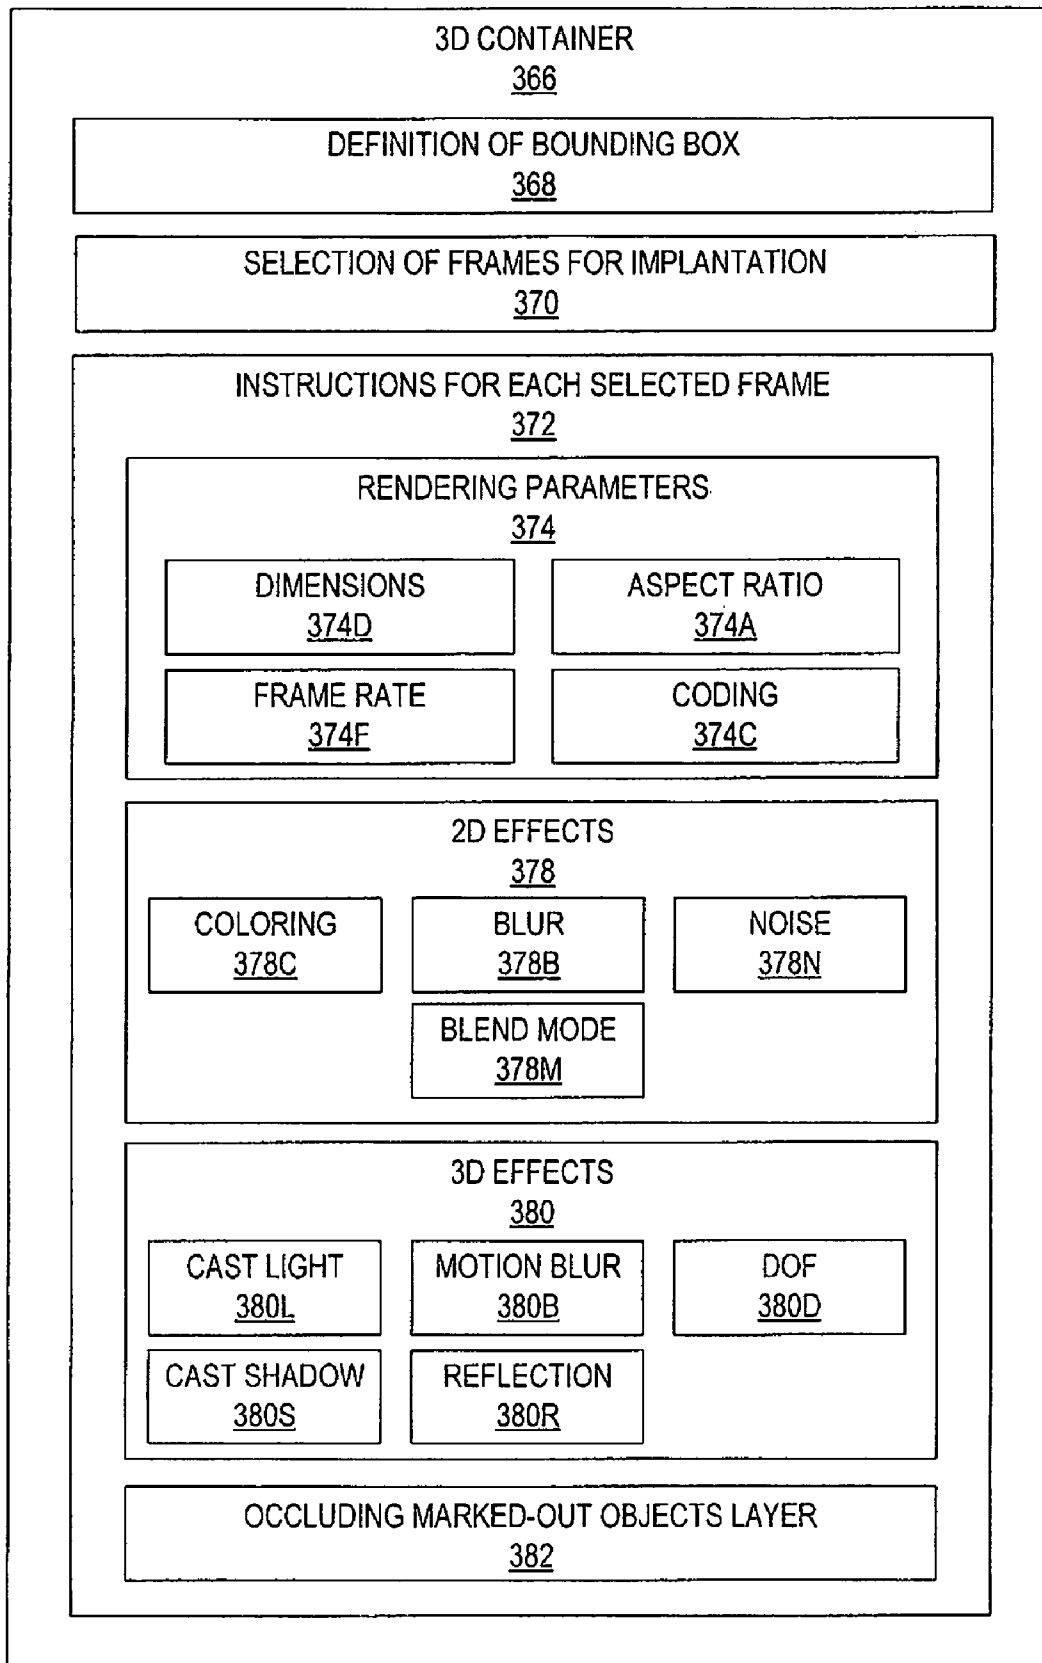 3D CONTAINER
366
DEFINITION OF BOUNDING BOX
368
SELECTION OF FRAMES FOR IMPLANTATION
370
INSTRUCTIONS FOR EACH SELECTED FRAME
372
RENDERING PARAMETERS
374
DIMENSIONS
374D
ASPECT RATIO
374A
FRAME RATE
374F
CODING
374C
2D EFFECTS
378
COLORING
378C
BLUR
378B
NOISE
378N
BLEND MODE
378M
3D EFFECTS
380
CAST LIGHT
380L
MOTION BLUR
380B
DOF
380D
CAST SHADOW
380S
REFLECTION
380R
OCCLUDING MARKED-OUT OBJECTS LAYER
382